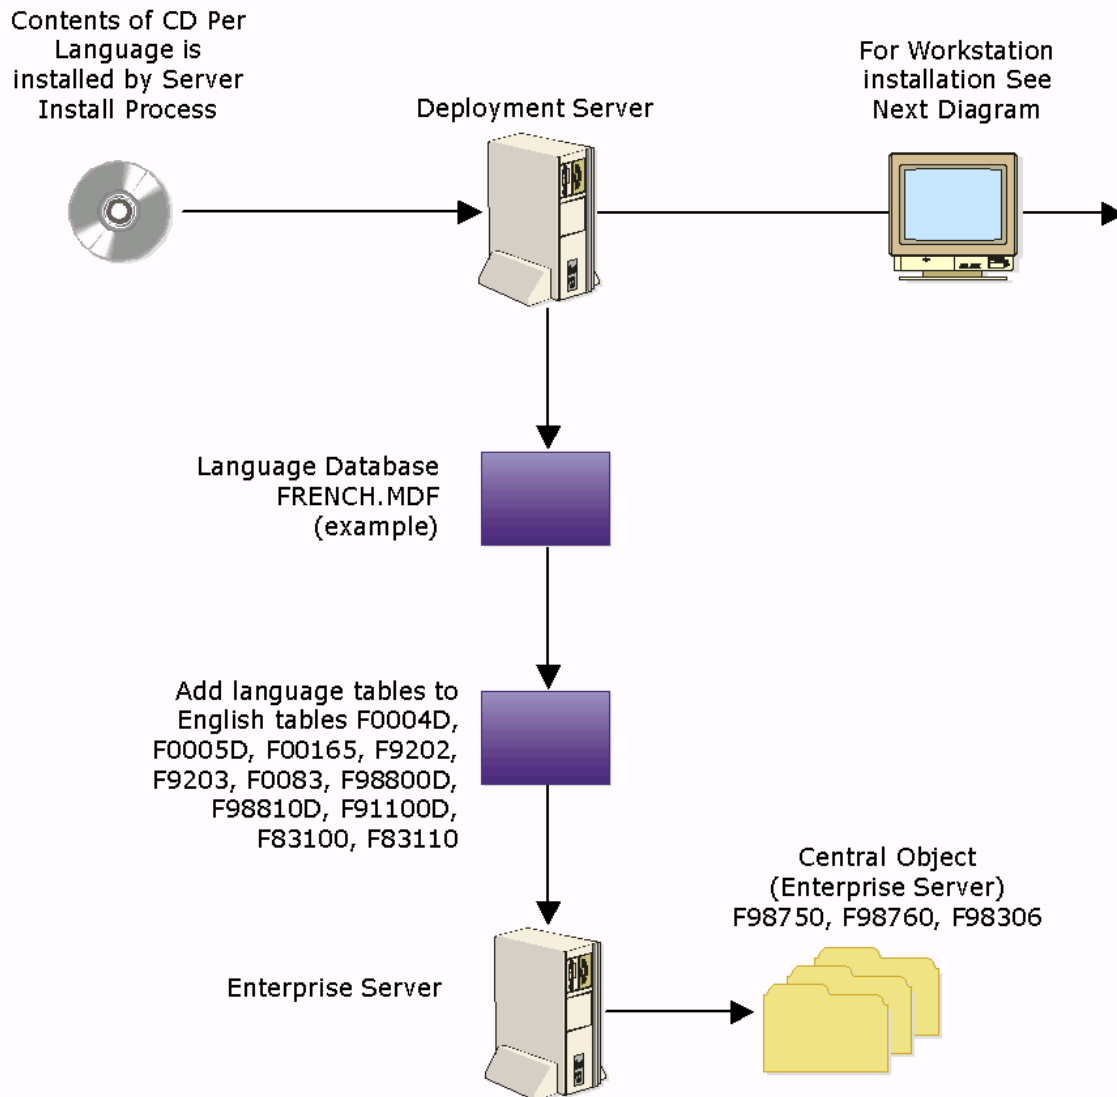 Contents of CD Per
Language is
installed by Server
Install Process
Deployment Server
For Workstation
installation See
Next Diagram
Language Database
FRENCH.MDF
(example)
Add language tables to
English tables F0004D,
F0005D, F00165, F9202,
F9203, F0083, F98800D,
F98810D, F91100D,
F83100, F83110
Central Object
(Enterprise Server)
F98750, F98760, F98306
Enterprise Server